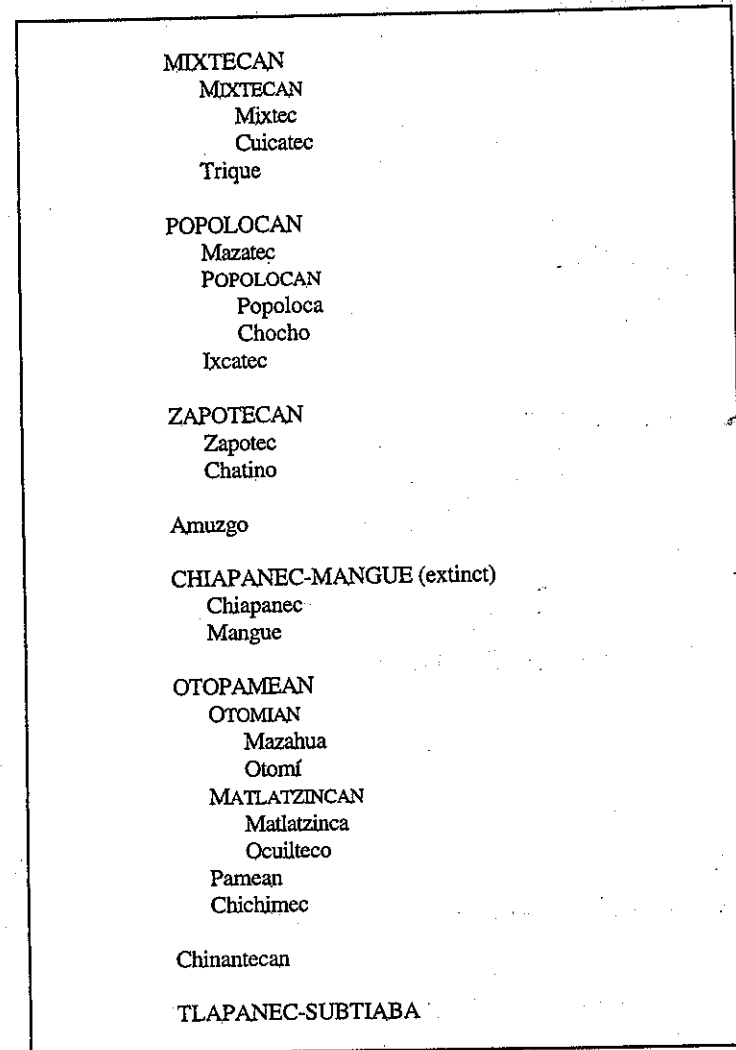 MIXTECAN
MIXTECAN
Mixtec
Cuicatec
Trique
POPOLOCAN
Mazatec
POPOLOCAN
Popoloca
Chocho
Ixcatec
ZAPOTECAN
Zapotec
Chatino
Amuzgo
CHIAPANEC-MANGUE (extinct)
Chiapanec
Mangue
OTOPAMEAN
OTOMIAN
Mazahua
Otomí
MATLATZINCAN
Matlatzinca
Ocuilteco
Pamean
Chichimec
Chinantecan
TLAPANEC-SUBTIABA